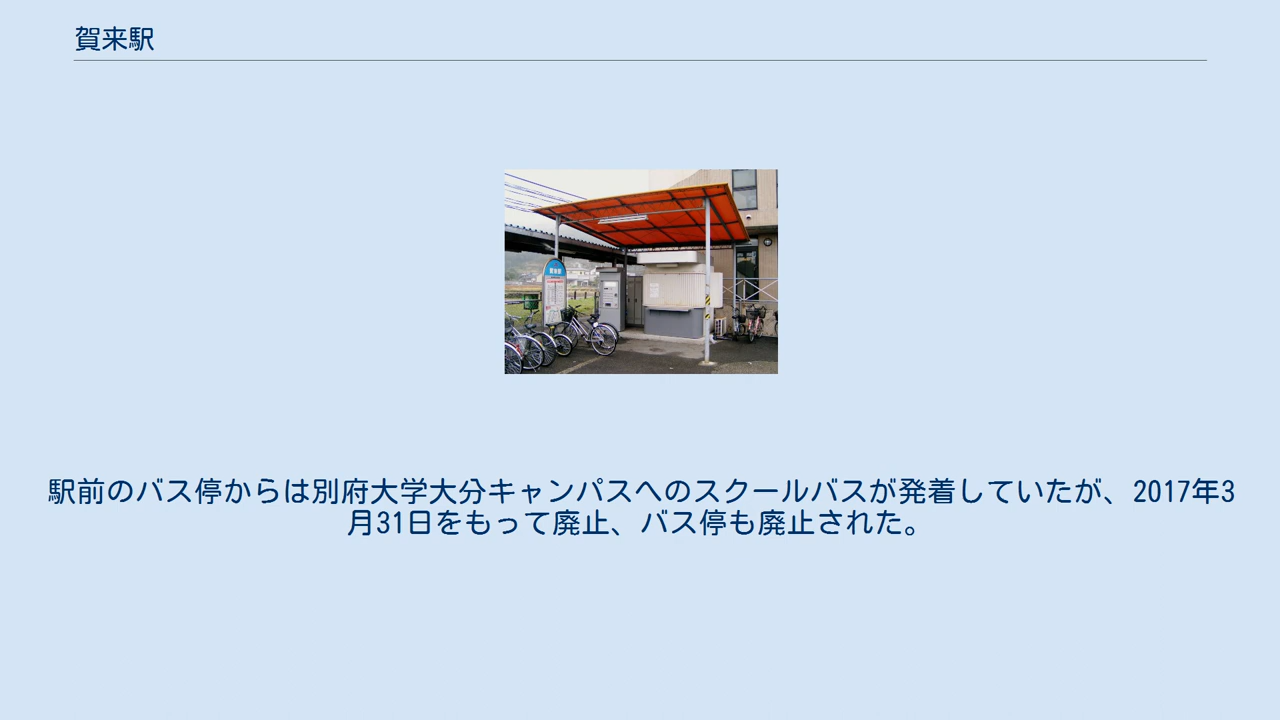 賀来駅
駅前のバス停からは別府大学大分キャンパスへのスクールバスが発着していたが、2017年3
月31日をもって廃止、バス停も廃止された。